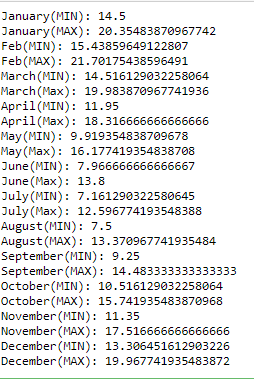 January(MIN): 14.5
January(MAX): 20.35483870967742
Feb(MIN): 15.43859649122807
Feb(MAX): 21.70175438596491
March(MIN): 14.516129032258064
March(Max): 19.983870967741936
April(MIN): 11.95
April(Max): 18.316666666666666
May(MIN): 9.919354838709678
May(Max): 16.177419354838708
June(MIN): 7.966666666666667
June(Max): 13.8
July(MIN): 7.161290322580645
July(Max): 12.596774193548388
August(MIN): 7.5
August(MAX): 13.370967741935484
September(MIN): 9.25
September(MAX): 14.483333333333333
October(MIN): 10.516129032258064
October(MAX): 15.741935483870968
November(MIN): 11.35
November(MAX): 17.516666666666666
December(MIN): 13.306451612903226
December(MAX): 19.967741935483872